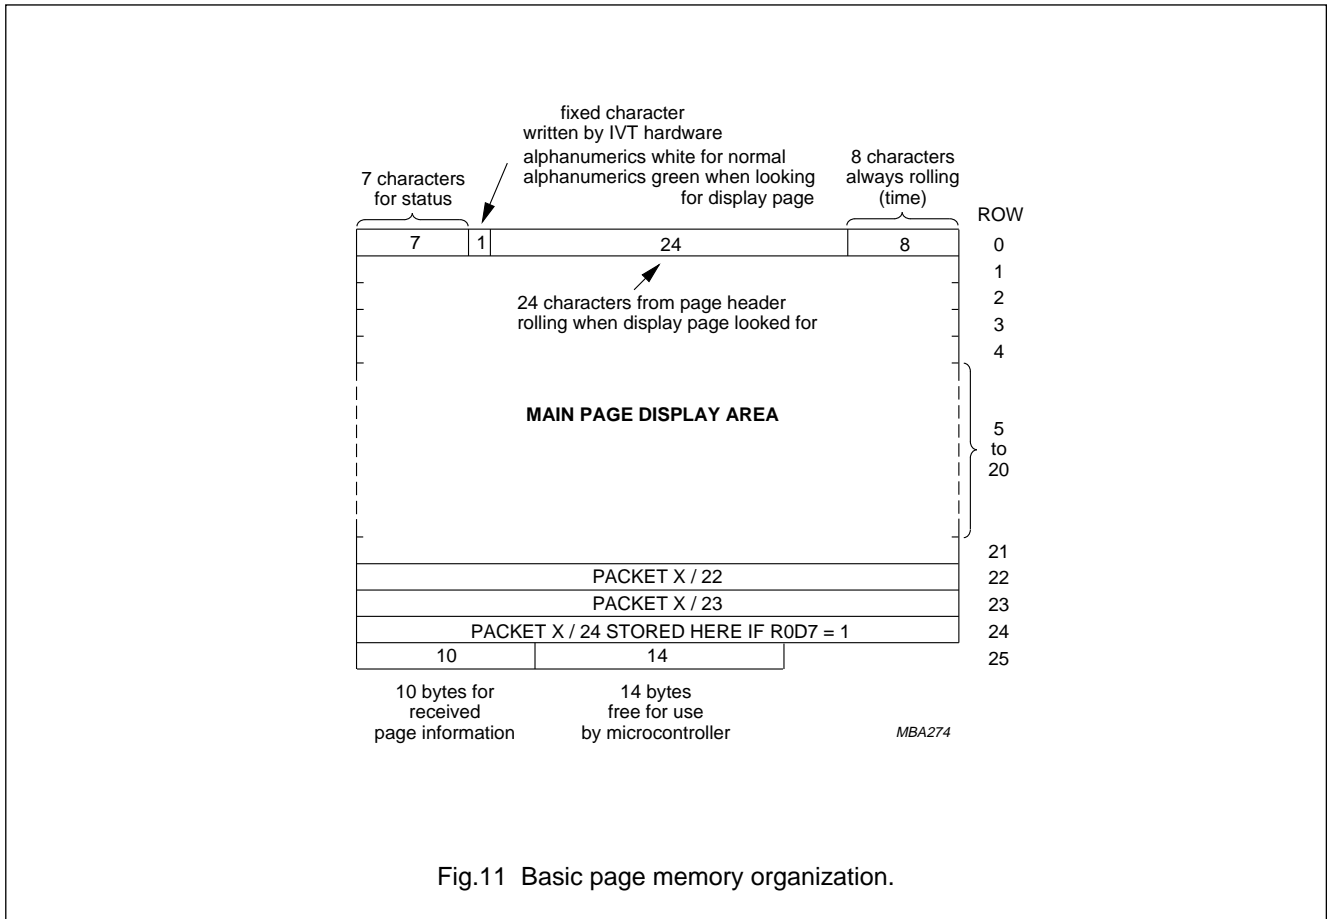 fixed character
written by IVT hardware
alphanumerics white for normal
alphanumerics green when looking
for display page
7 characters
for status
8 characters
always rolling
(time)
ROW
7 1 24 8 0
1
24 characters from page header
rolling when display page looked for
2
3
4
MAIN PAGE DISPLAY AREA
5
to
20
21
PACKET X / 22 22
PACKET X / 23 23
PACKET X / 24 STORED HERE IF R0D7 = 1 24
10 14 25
10 bytes for
received
page information
14 bytes
free for use
by microcontroller
MBA274
Fig.11 Basic page memory organization.